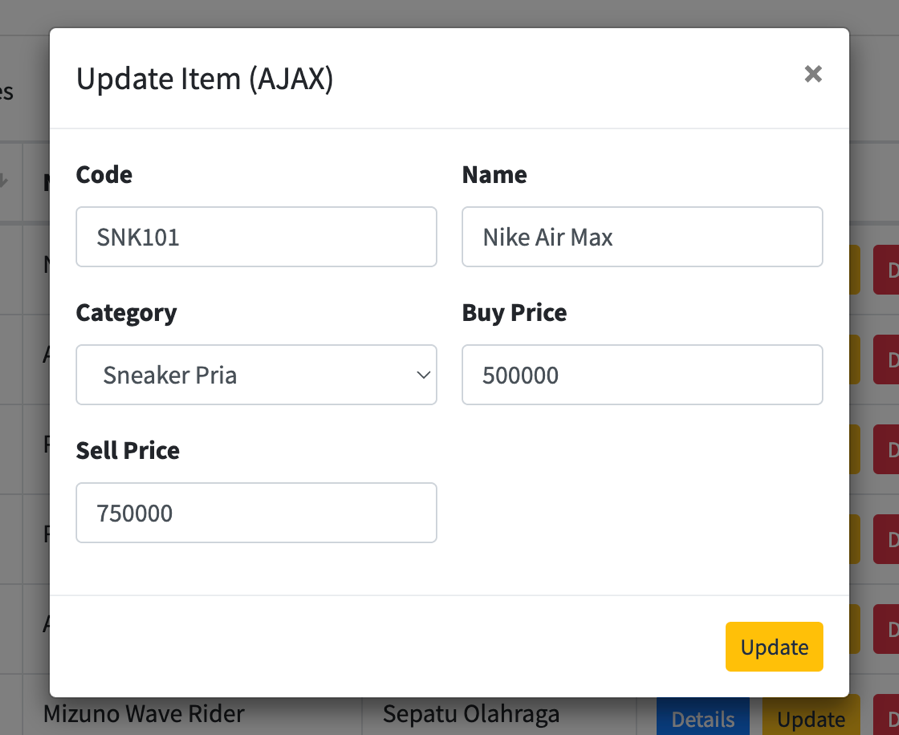 Update Item (AJAX)
×
Code
Name
SNK101
Nike Air Max
Category
Buy Price
Sneaker Pria
500000
Sell Price
750000
Update
Mizuno Wave Rider
Sepatu Olahraga
Details
Update